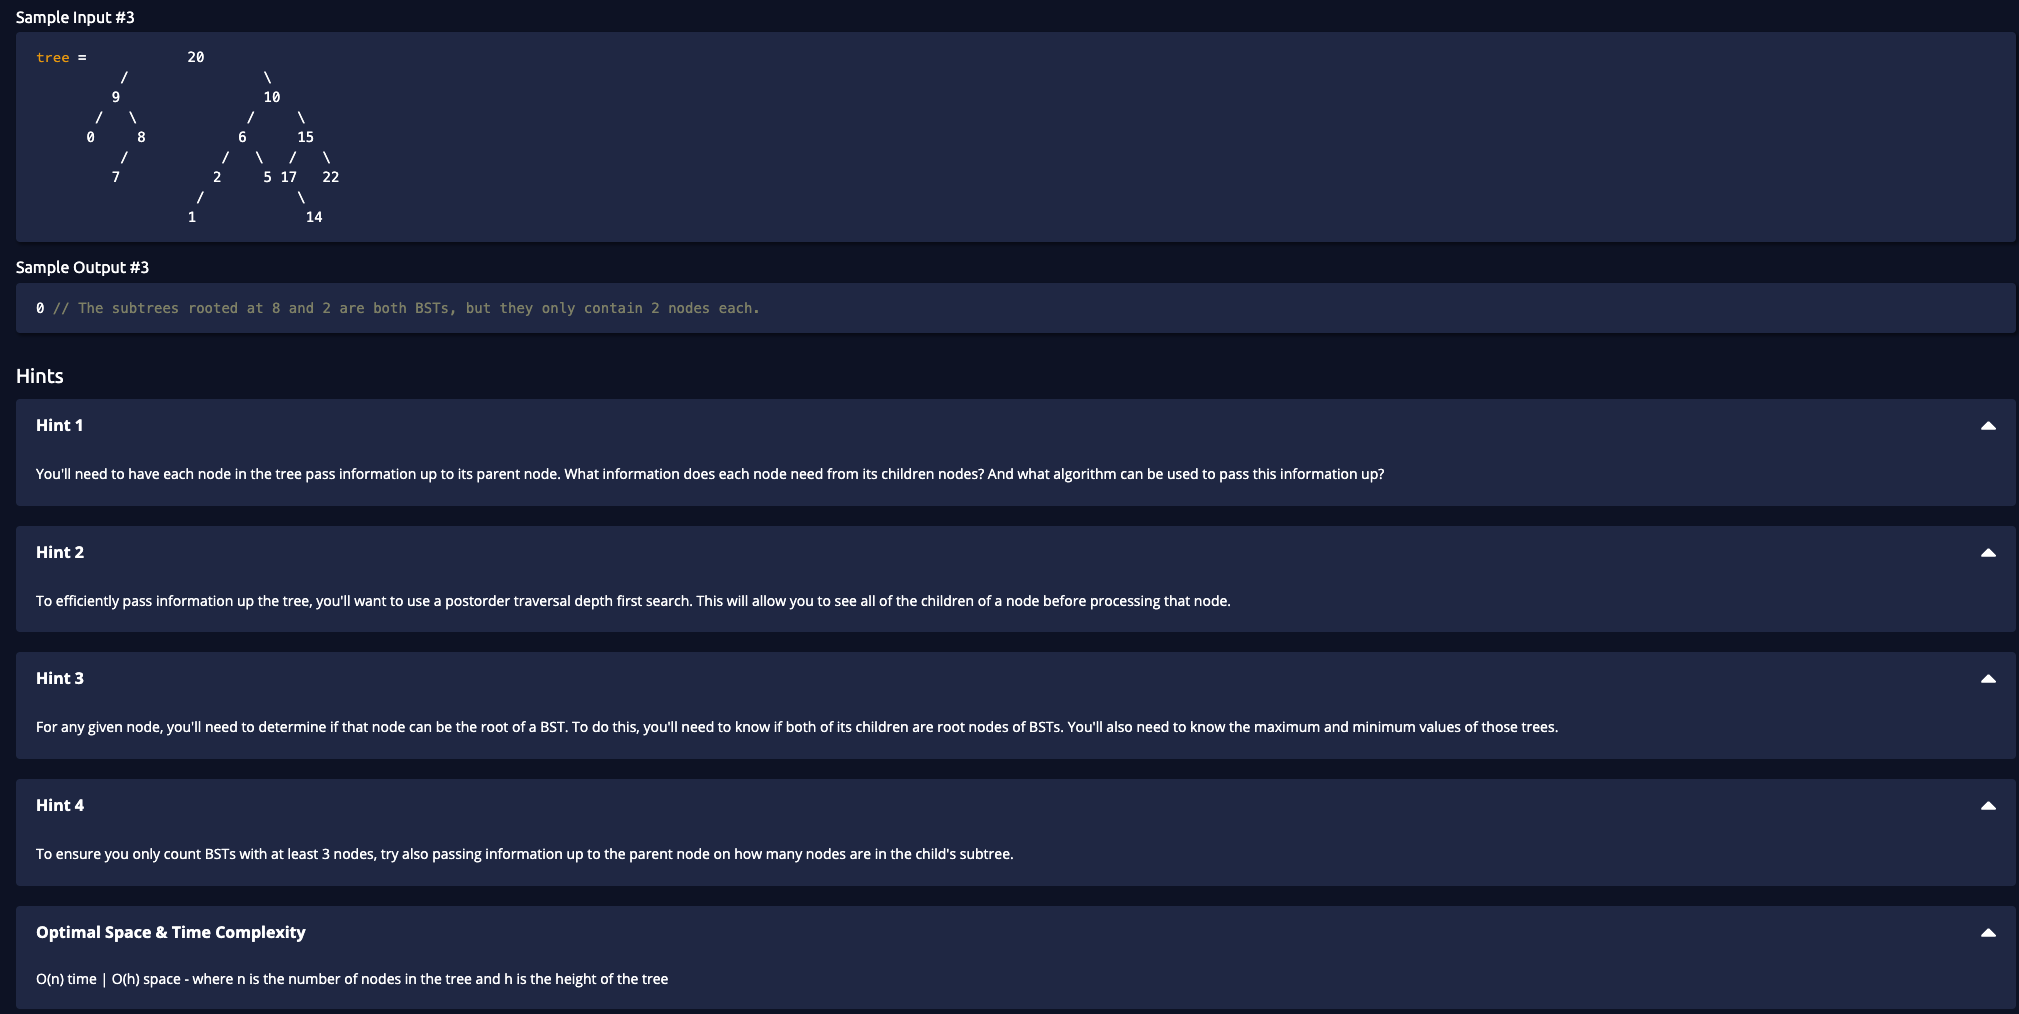 Sample Input #3
tree =            20
          /                \
         9                 10
       /   \             /     \
      0     8           6      15
          /           /   \   /   \
         7           2     5 17   22
                   /           \
                  1             14
Sample Output #3
0 // The subtrees rooted at 8 and 2 are both BSTs, but they only contain 2 nodes each.
Hints
Hint 1
You'll need to have each node in the tree pass information up to its parent node. What information does each node need from its children nodes? And what algorithm can be used to pass this information up?
Hint 2
To efficiently pass information up the tree, you'll want to use a postorder traversal depth first search. This will allow you to see all of the children of a node before processing that node.
Hint 3
For any given node, you'll need to determine if that node can be the root of a BST. To do this, you'll need to know if both of its children are root nodes of BSTs. You'll also need to know the maximum and minimum values of those trees.
Hint 4
To ensure you only count BSTs with at least 3 nodes, try also passing information up to the parent node on how many nodes are in the child's subtree.
Optimal Space & Time Complexity
O(n) time | O(h) space - where n is the number of nodes in the tree and h is the height of the tree